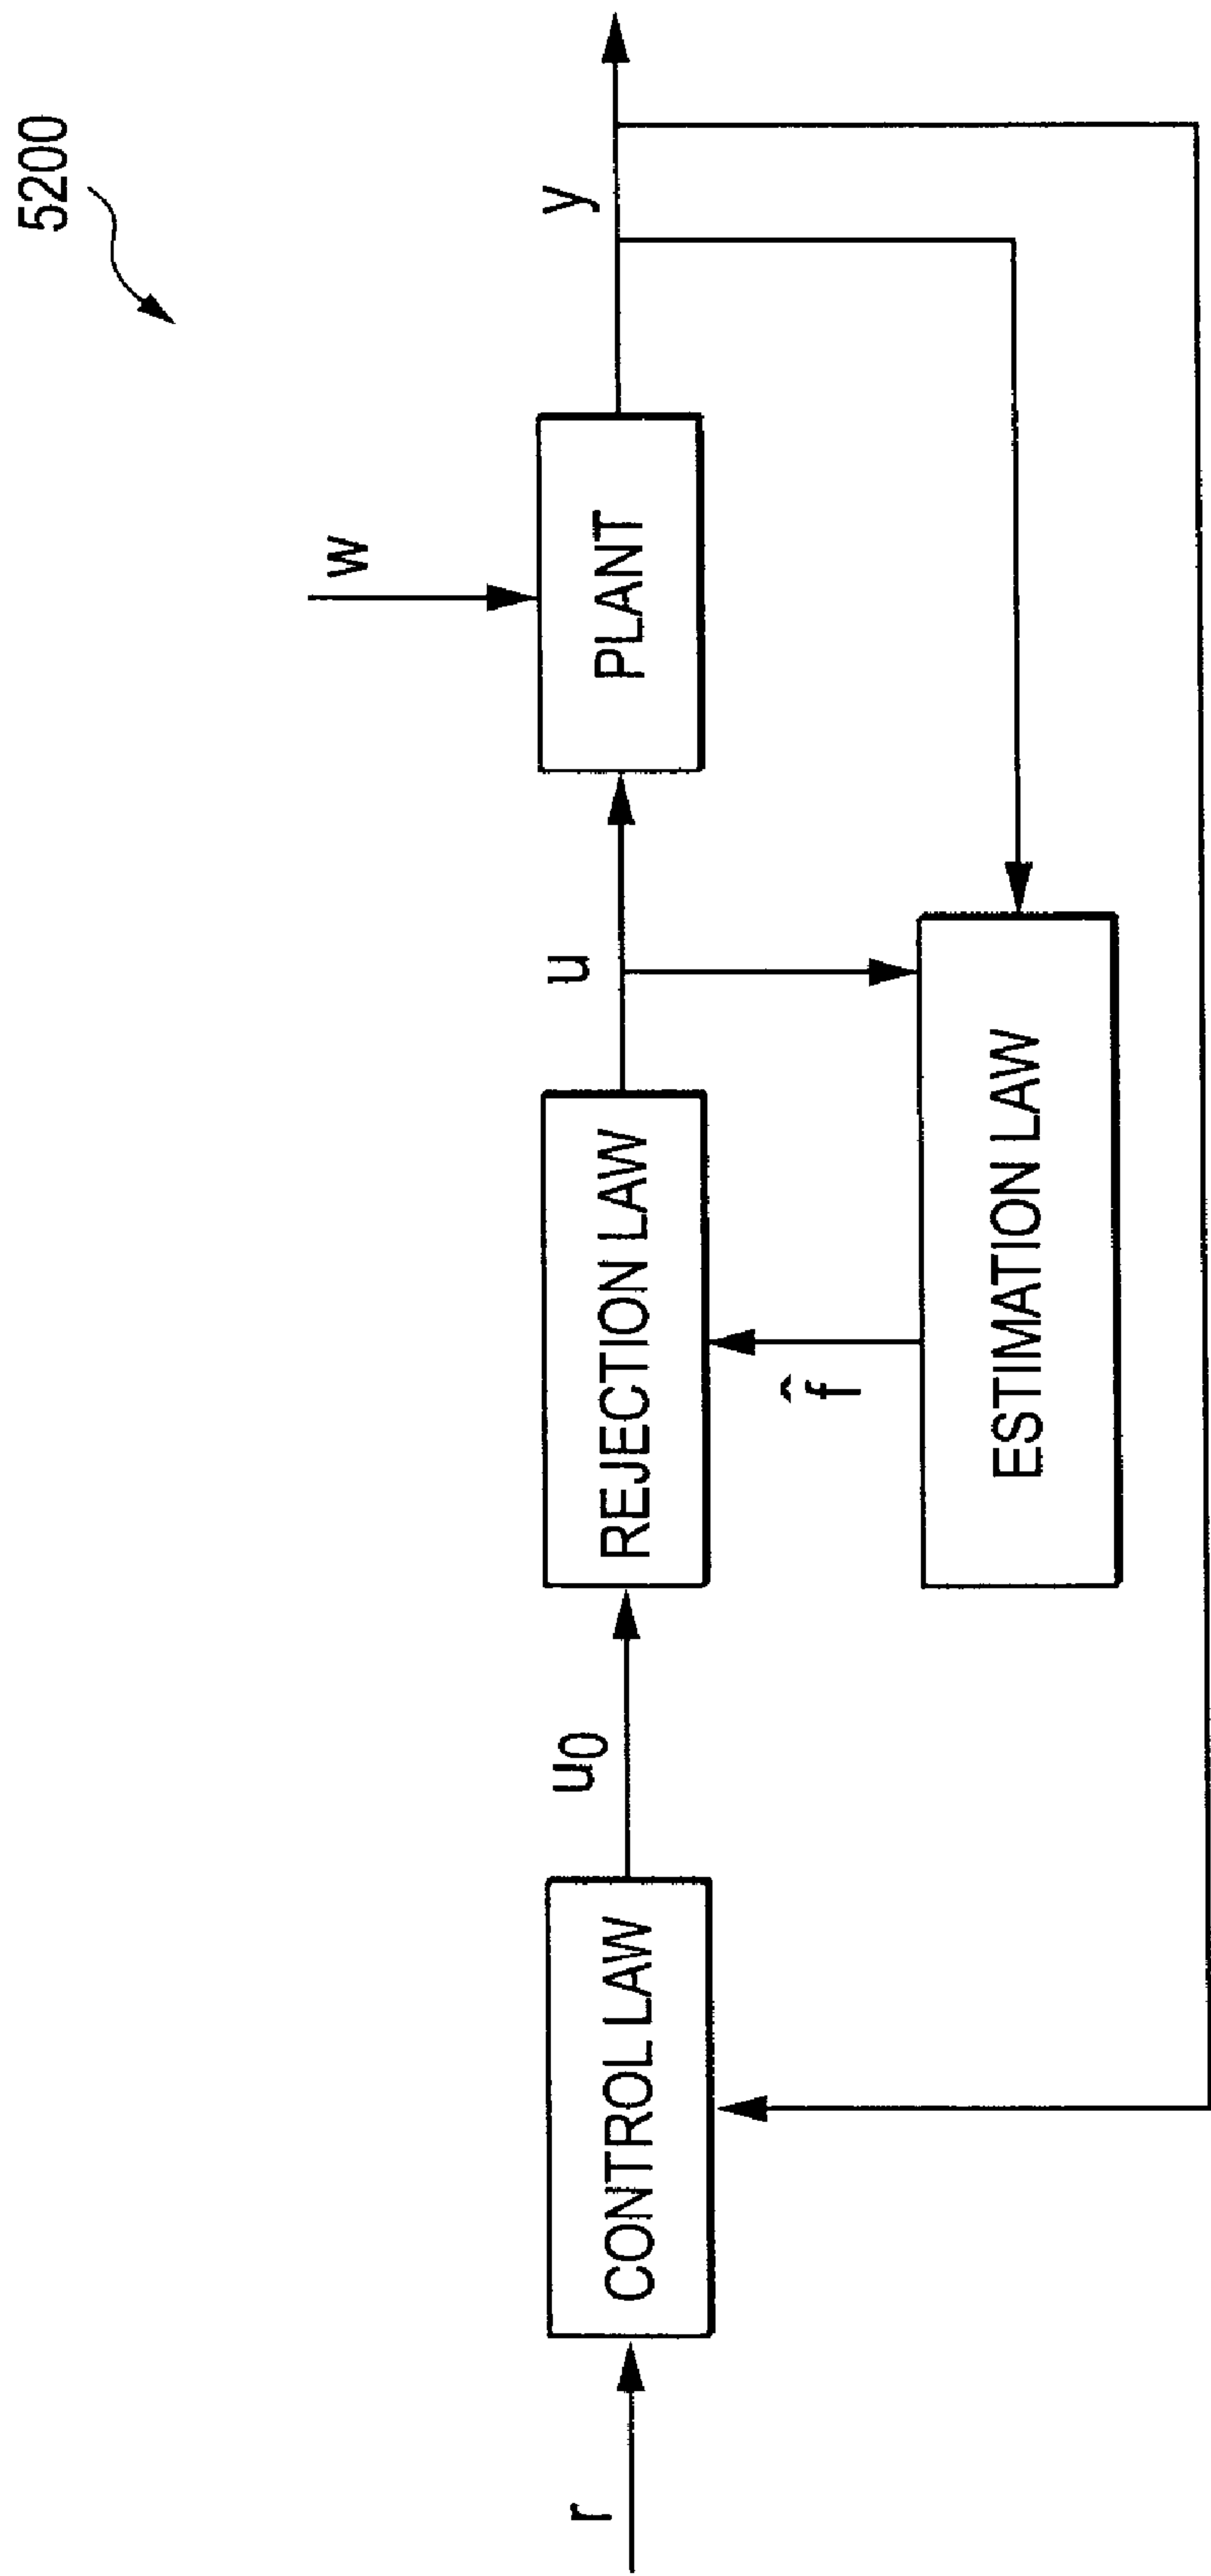 5200
w
r
CONTROL LAW
u0
REJECTION LAW
u
PLANT
y
f̂
ESTIMATION LAW